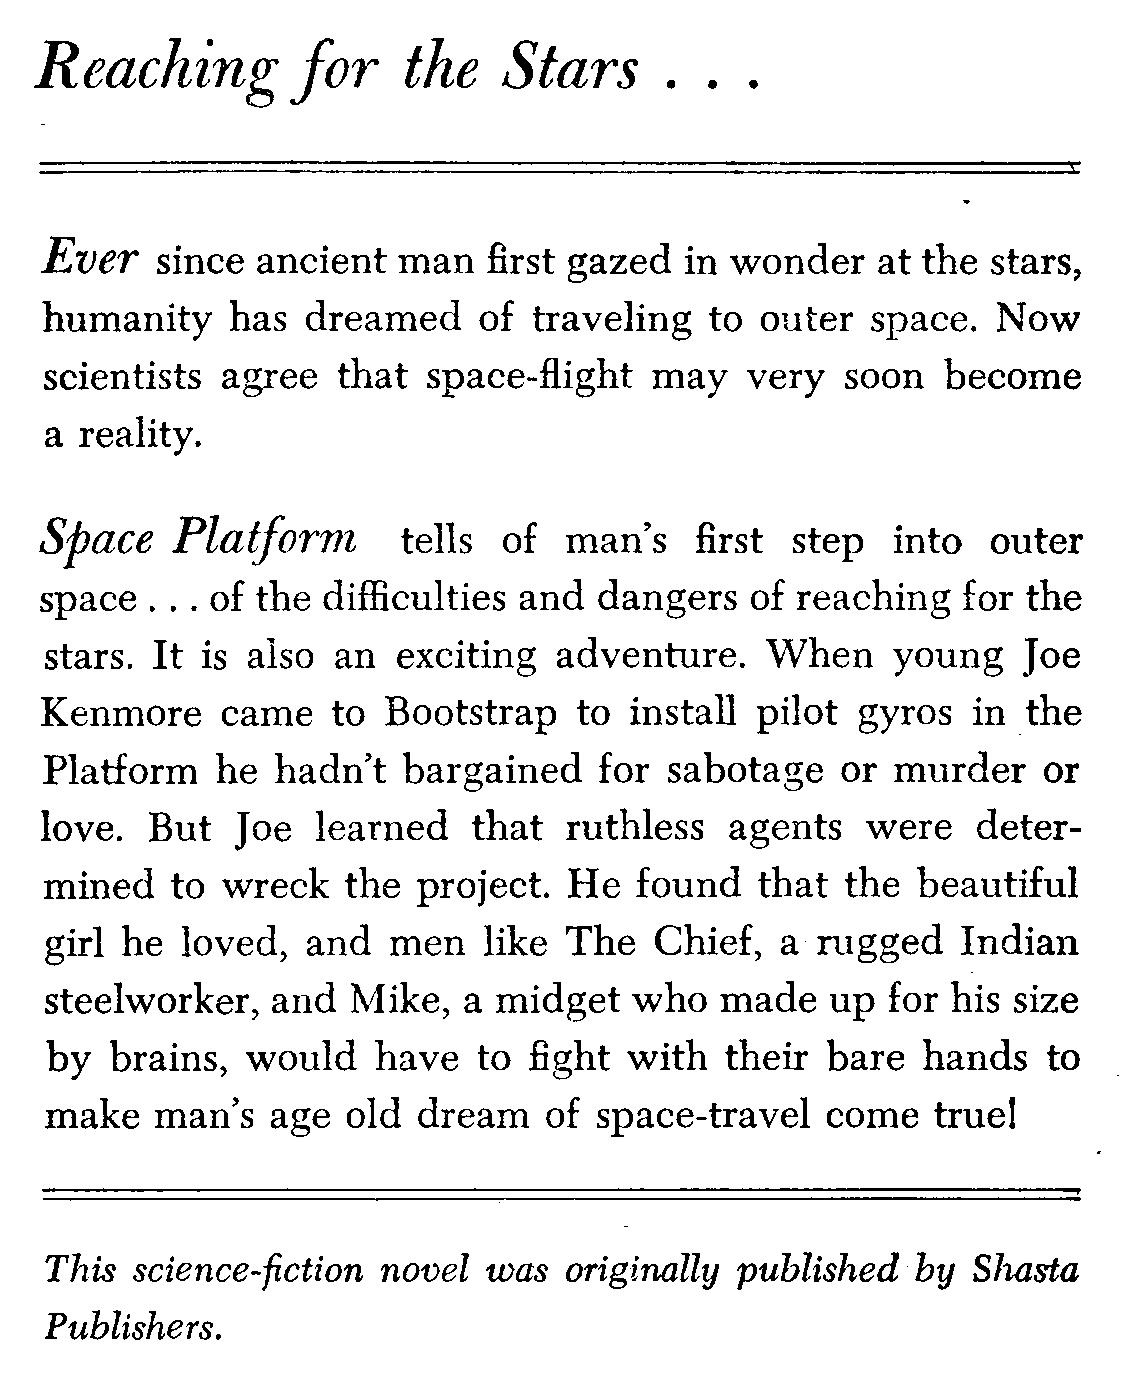 Reaching for the Stars . . .
Ever since ancient man first gazed in wonder at the stars,
humanity has dreamed of traveling to outer space. Now
scientists agree that space-flight may very soon become
a reality.
Space Platform tells of man's first step into outer
space . . . of the difficulties and dangers of reaching for the
stars. It is also an exciting adventure. When young Joe
Kenmore came to Bootstrap to install pilot gyros in the
Platform he hadn't bargained for sabotage or murder or
love. But Joe learned that ruthless agents were deter-
mined to wreck the project. He found that the beautiful
girl he loved, and men like The Chief, a rugged Indian
steelworker, and Mike, a midget who made up for his size
by brains, would have to fight with their bare hands to
make man's age old dream of space-travel come true!
This science-fiction novel was originally published by Shasta
Publishers.